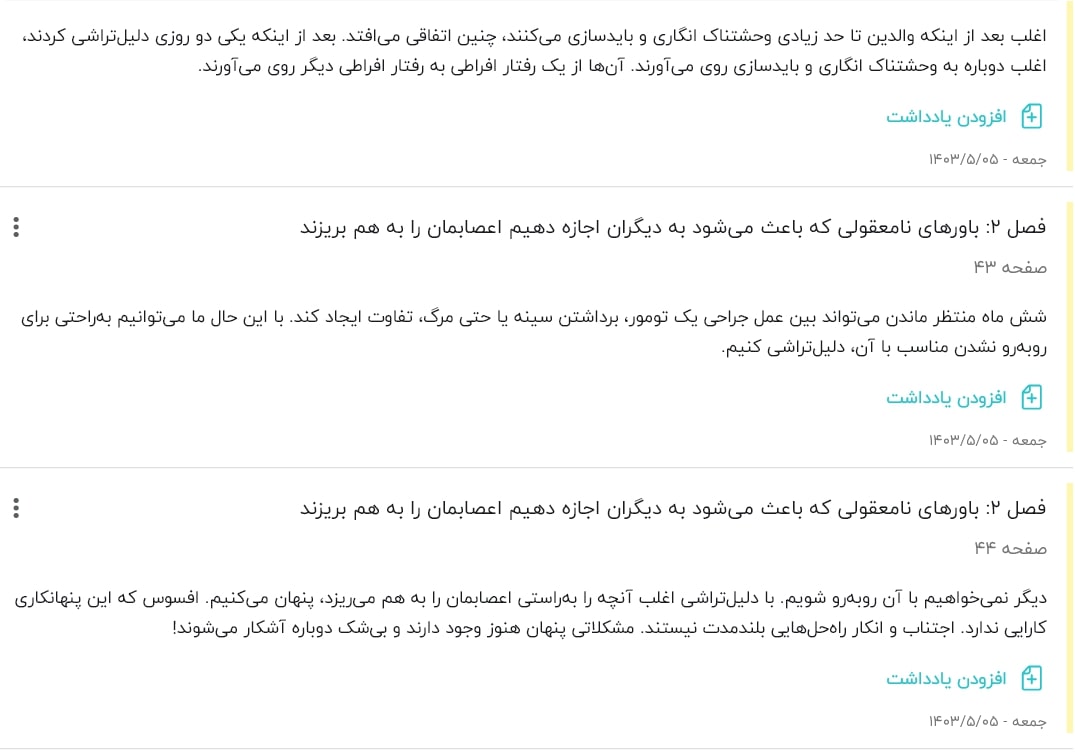 اغلب بعد از اینکه والدین تا حد زیادی وحشتناک انگاری و بایدسازی می‌کنند، چنین اتفاقی می‌افتد. بعد از اینکه یکی دو روزی دلیل‌تراشی کردند،
اغلب دوباره به وحشتناک انگاری و بایدسازی روی می‌آورند. آن‌ها از یک رفتار افراطی به رفتار افراطی دیگر روی می‌آورند.
افزودن یادداشت
جمعه - ۱۴۰۳/۵/۰۵
فصل ۲: باورهای نامعقولی که باعث می‌شود به دیگران اجازه دهیم اعصابمان را به هم بریزند
صفحه ۴۳
شش ماه منتظر ماندن می‌تواند بین عمل جراحی یک تومور، برداشتن سینه یا حتی مرگ، تفاوت ایجاد کند. با این حال ما می‌توانیم به‌راحتی برای
روبه‌رو نشدن مناسب با آن، دلیل‌تراشی کنیم.
افزودن یادداشت
جمعه - ۱۴۰۳/۵/۰۵
فصل ۲: باورهای نامعقولی که باعث می‌شود به دیگران اجازه دهیم اعصابمان را به هم بریزند
صفحه ۴۴
دیگر نمی‌خواهیم با آن روبه‌رو شویم. با دلیل‌تراشی اغلب آنچه را به‌راستی اعصابمان را به هم می‌ریزد، پنهان می‌کنیم. افسوس که این پنهانکاری
کارایی ندارد. اجتناب و انکار راه‌حل‌هایی بلندمدت نیستند. مشکلاتی پنهان هنوز وجود دارند و بی‌شک دوباره آشکار می‌شوند!
افزودن یادداشت
جمعه - ۱۴۰۳/۵/۰۵